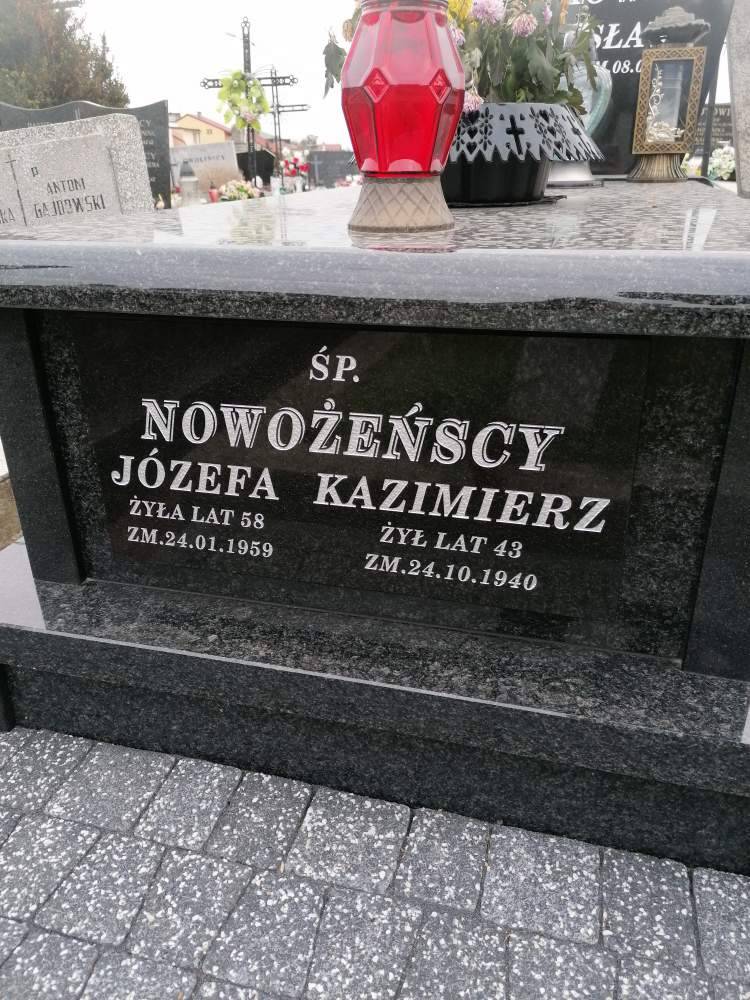 ŚP.
NOWOŻEŃSCY
JÓZEFA KAZIMIERZ
ŻYŁA LAT 58 ŻYŁ LAT 43
ZM.24.01.1959 ZM.24.10.1940
P
ANTONI
GAJDOWSKI